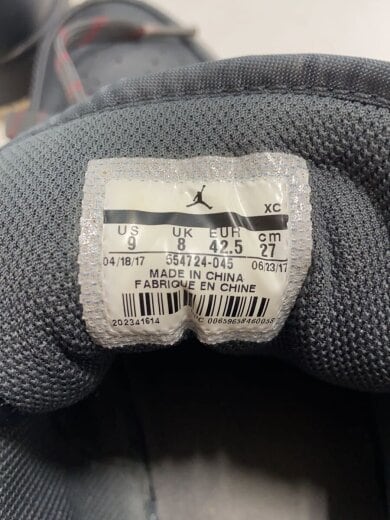 XC
US UK EUR cm
9 8 42.5 27
04/18/17 554724-045 06/23/17
MADE IN CHINA
FABRIQUE EN CHINE
202341614